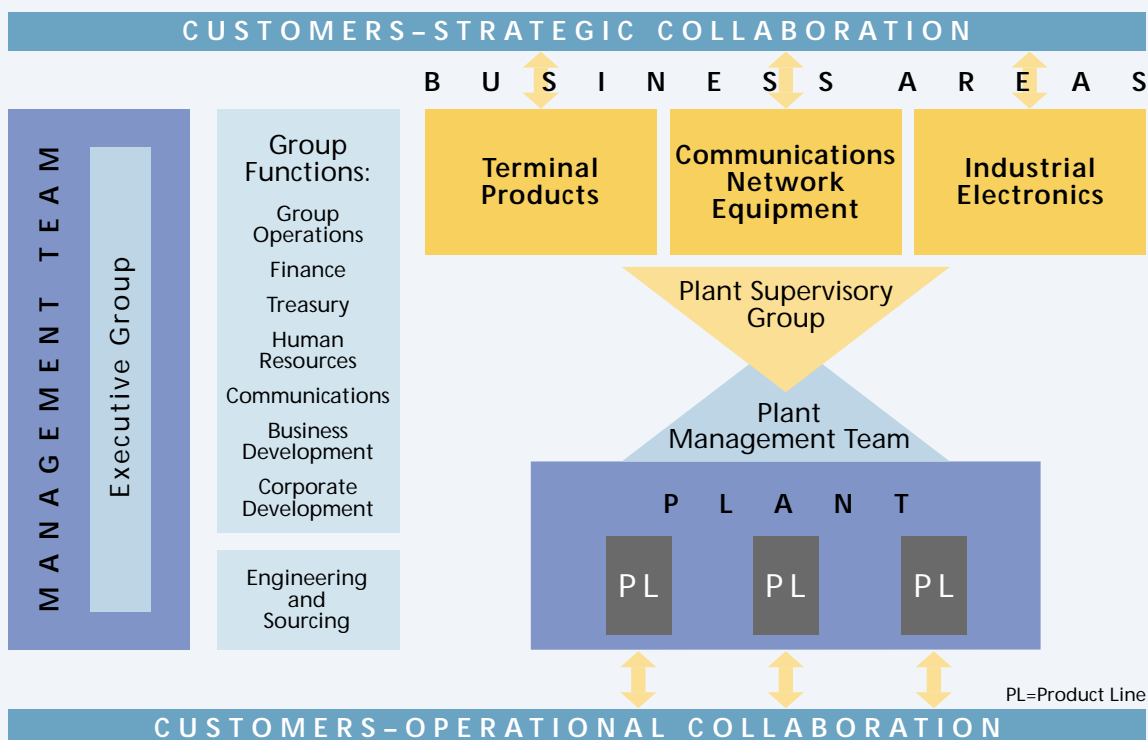 CUSTOMERS–STRATEGIC COLLABORATION
BUSINESS AREAS
MANAGEMENT TEAM
Executive Group
Group
Functions:
Group
Operations
Finance
Treasury
Human
Resources
Communications
Business
Development
Corporate
Development
Engineering
and
Sourcing
Terminal
Products
Communications
Network
Equipment
Industrial
Electronics
Plant Supervisory
Group
Plant
Management Team
PLANT
PL
PL
PL
PL=Product Line
CUSTOMERS–OPERATIONAL COLLABORATION